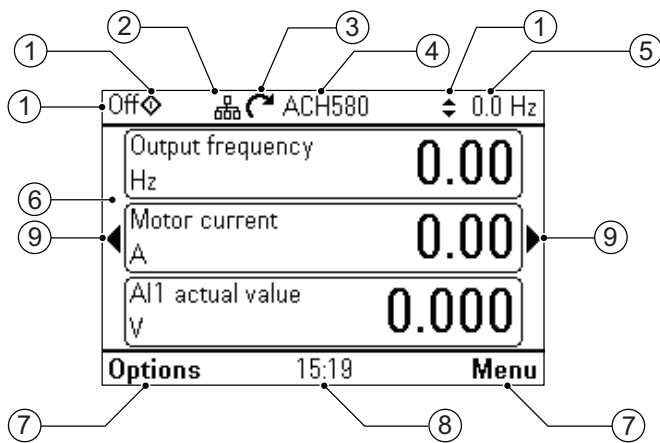 2 3 1
1 4 5
1 Off ACH580 0.0 Hz
Output frequency 0.00
Hz
6
Motor current 0.00
9 9
A
AI1 actual value 0.000
V
Options 15:19 Menu
7 8 7